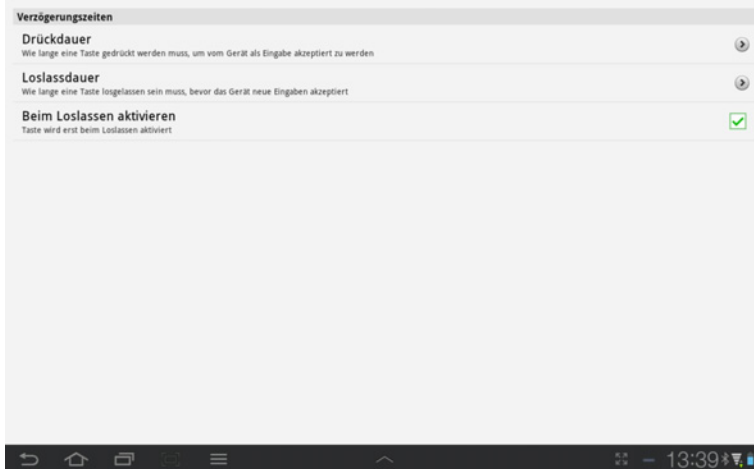 Verzögerungszeiten
Drückdauer
Wie lange eine Taste gedrückt werden muss, um vom Gerät als Eingabe akzeptiert zu werden
Loslassdauer
Wie lange eine Taste losgelassen sein muss, bevor das Gerät neue Eingaben akzeptiert
Beim Loslassen aktivieren
Taste wird erst beim Loslassen aktiviert
13:39